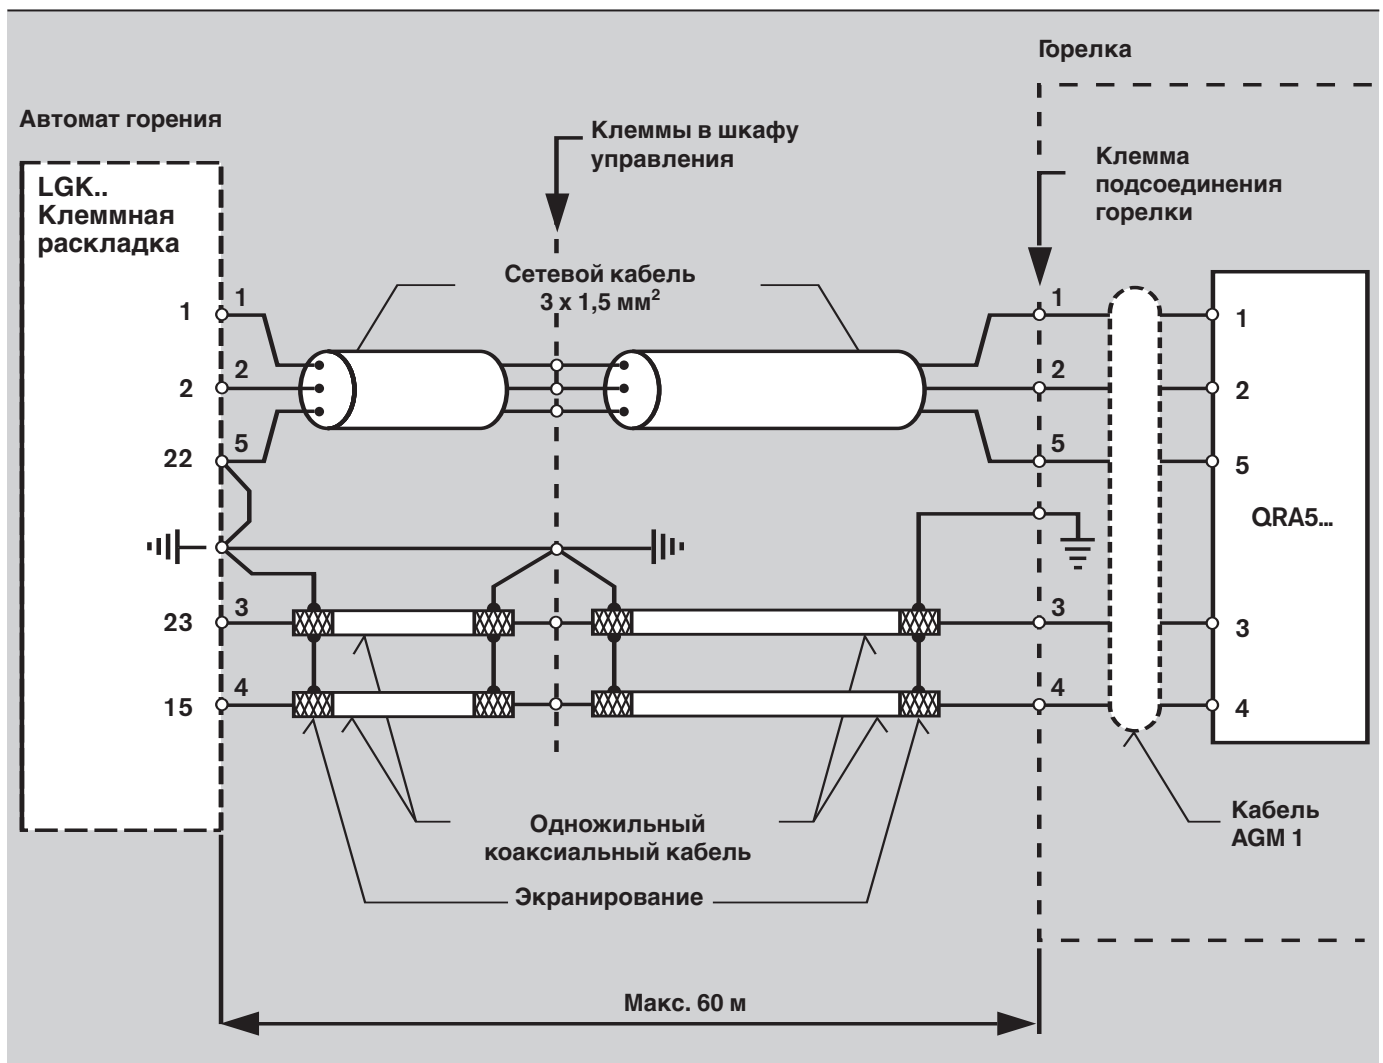 Горелка
Автомат горения
Клеммы в шкафу
управления
Клемма
подсоединения
горелки
LGK..
Клеммная
раскладка
Сетевой кабель
3 x 1,5 мм²
1
1
1
1
2
2
2
2
22
5
5
5
QRA5...
23
3
3
3
15
4
4
4
Одножильный
коаксиальный кабель
Кабель
AGM 1
Экранирование
Макс. 60 м